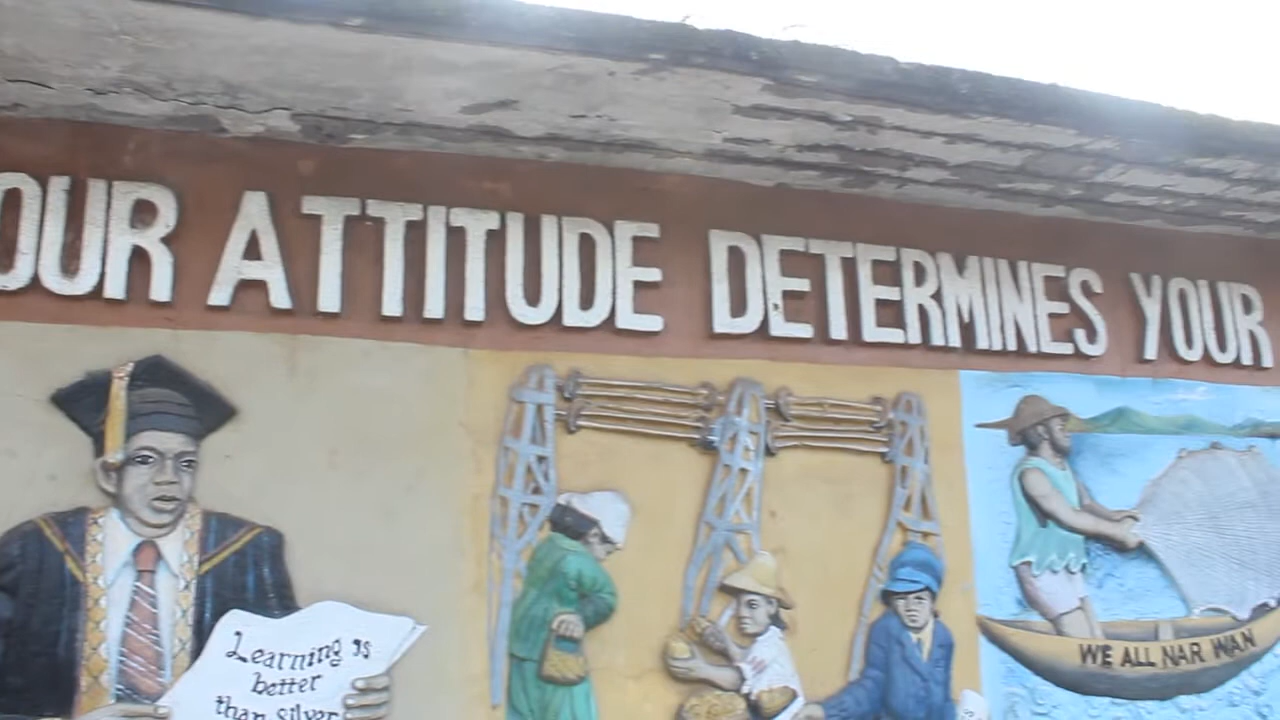 OUR ATTITUDE DETERMINES YOUR
Learning is
better
than silver
WE ALL NAR WAN